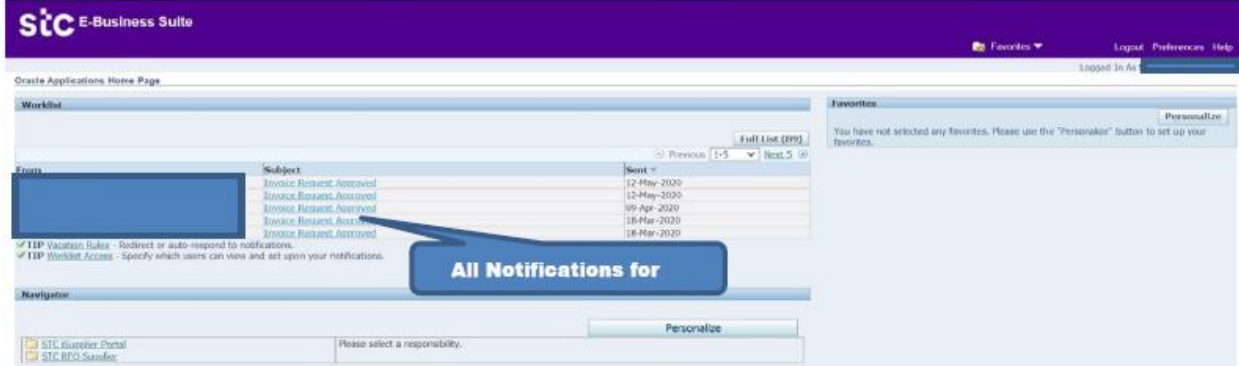 stc E-Business Suite
Favorites
Logout Preferences Help
Logged In As
Oracle Applications Home Page
Worklist
Full List (89)
Previous 1-5 Next 5
From Subject Sent
Invoice Request Approved 12-May-2020
Invoice Request Approved 12-May-2020
Invoice Request Approved 09-Apr-2020
Invoice Request Approved 18-Mar-2020
Invoice Request Approved 18-Mar-2020
TIP Vacation Rules - Redirect or auto-respond to notifications.
TIP Worklist Access - Specify which users can view and act upon your notifications.
All Notifications for
Navigator
Personalize
STC iSupplier Portal
STC RFQ Supplier
Please select a responsibility.
Favorites
Personalize
You have not selected any favorites. Please use the "Personalize" button to set up your
favorites.